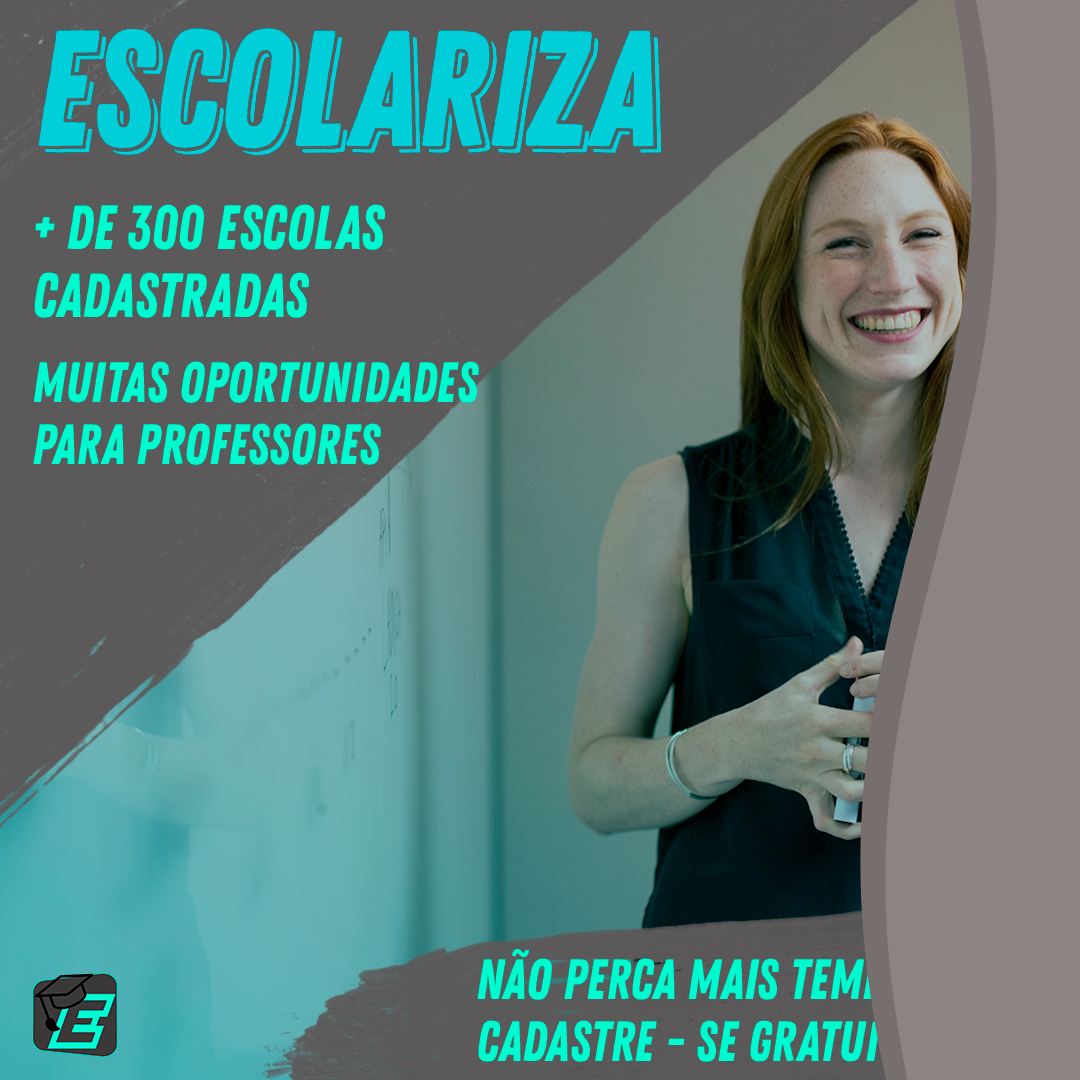 ESCOLARIZA
+ DE 300 ESCOLAS
CADASTRADAS
MUITAS OPORTUNIDADES
PARA PROFESSORES
NÃO PERCA MAIS
CADASTRE - SE